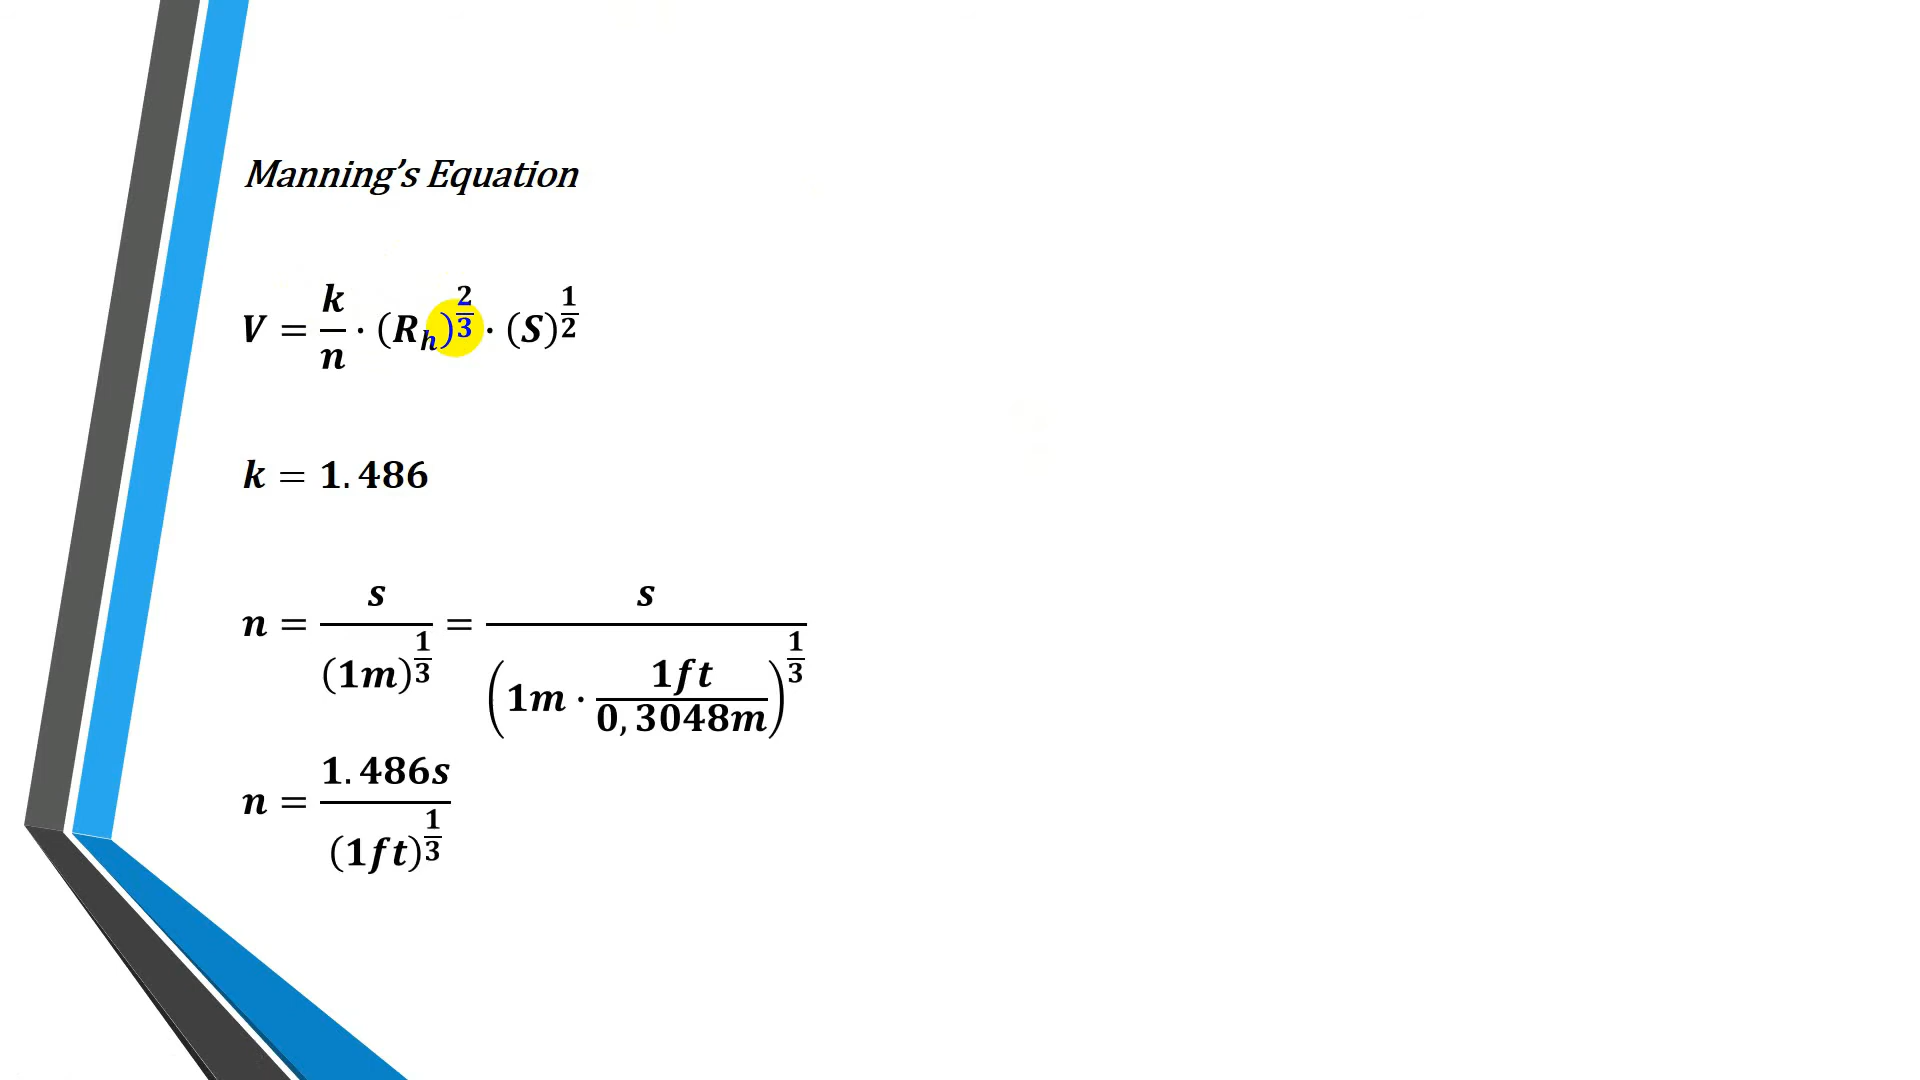 Manning’s Equation
V = k/n · (R_h)^(2/3) · (S)^(1/2)
k = 1.486
n = s/(1m)^(1/3) = s/(1m · 1ft/0,3048m)^(1/3)
n = 1.486s/(1ft)^(1/3)